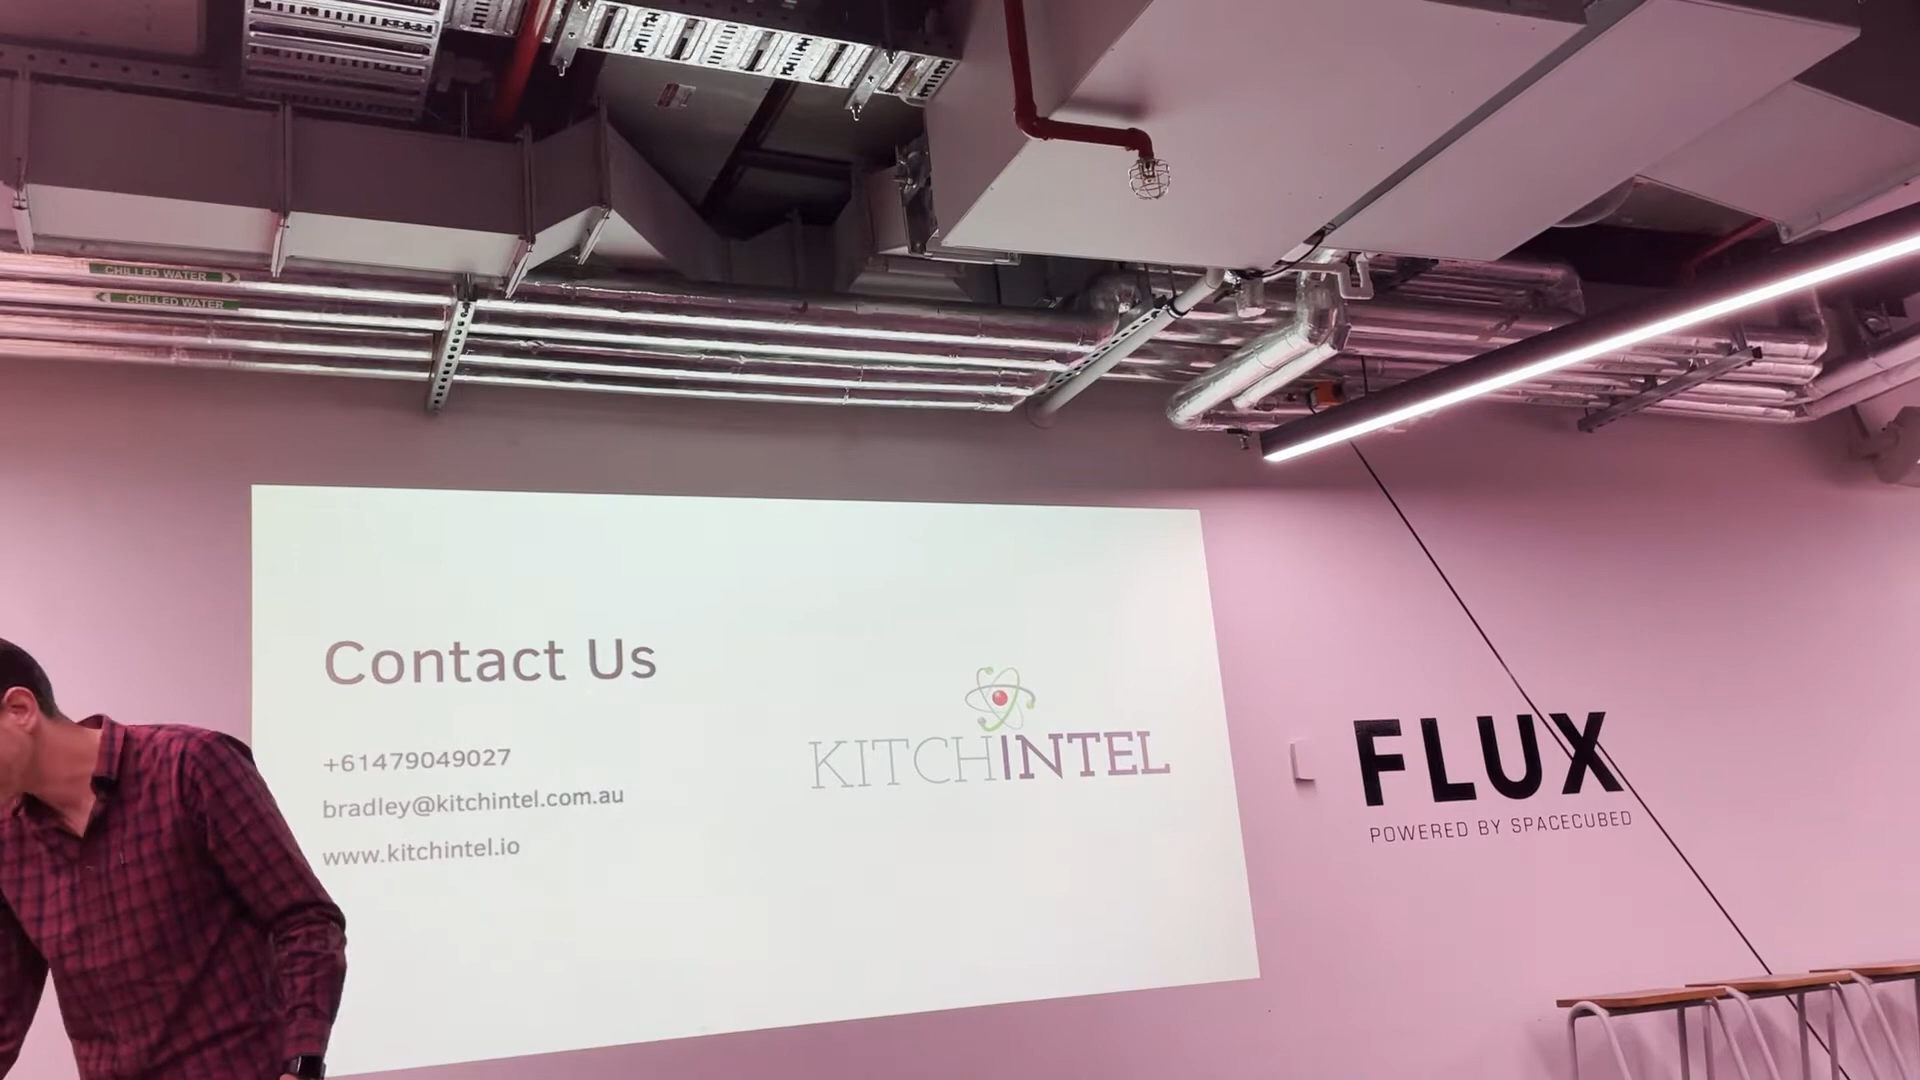 CHILLED WATER
CHILLED WATER
Contact Us
+61479049027
bradley@kitchintel.com.au
www.kitchintel.io
KITCHINTEL
FLUX
POWERED BY SPACECUBED